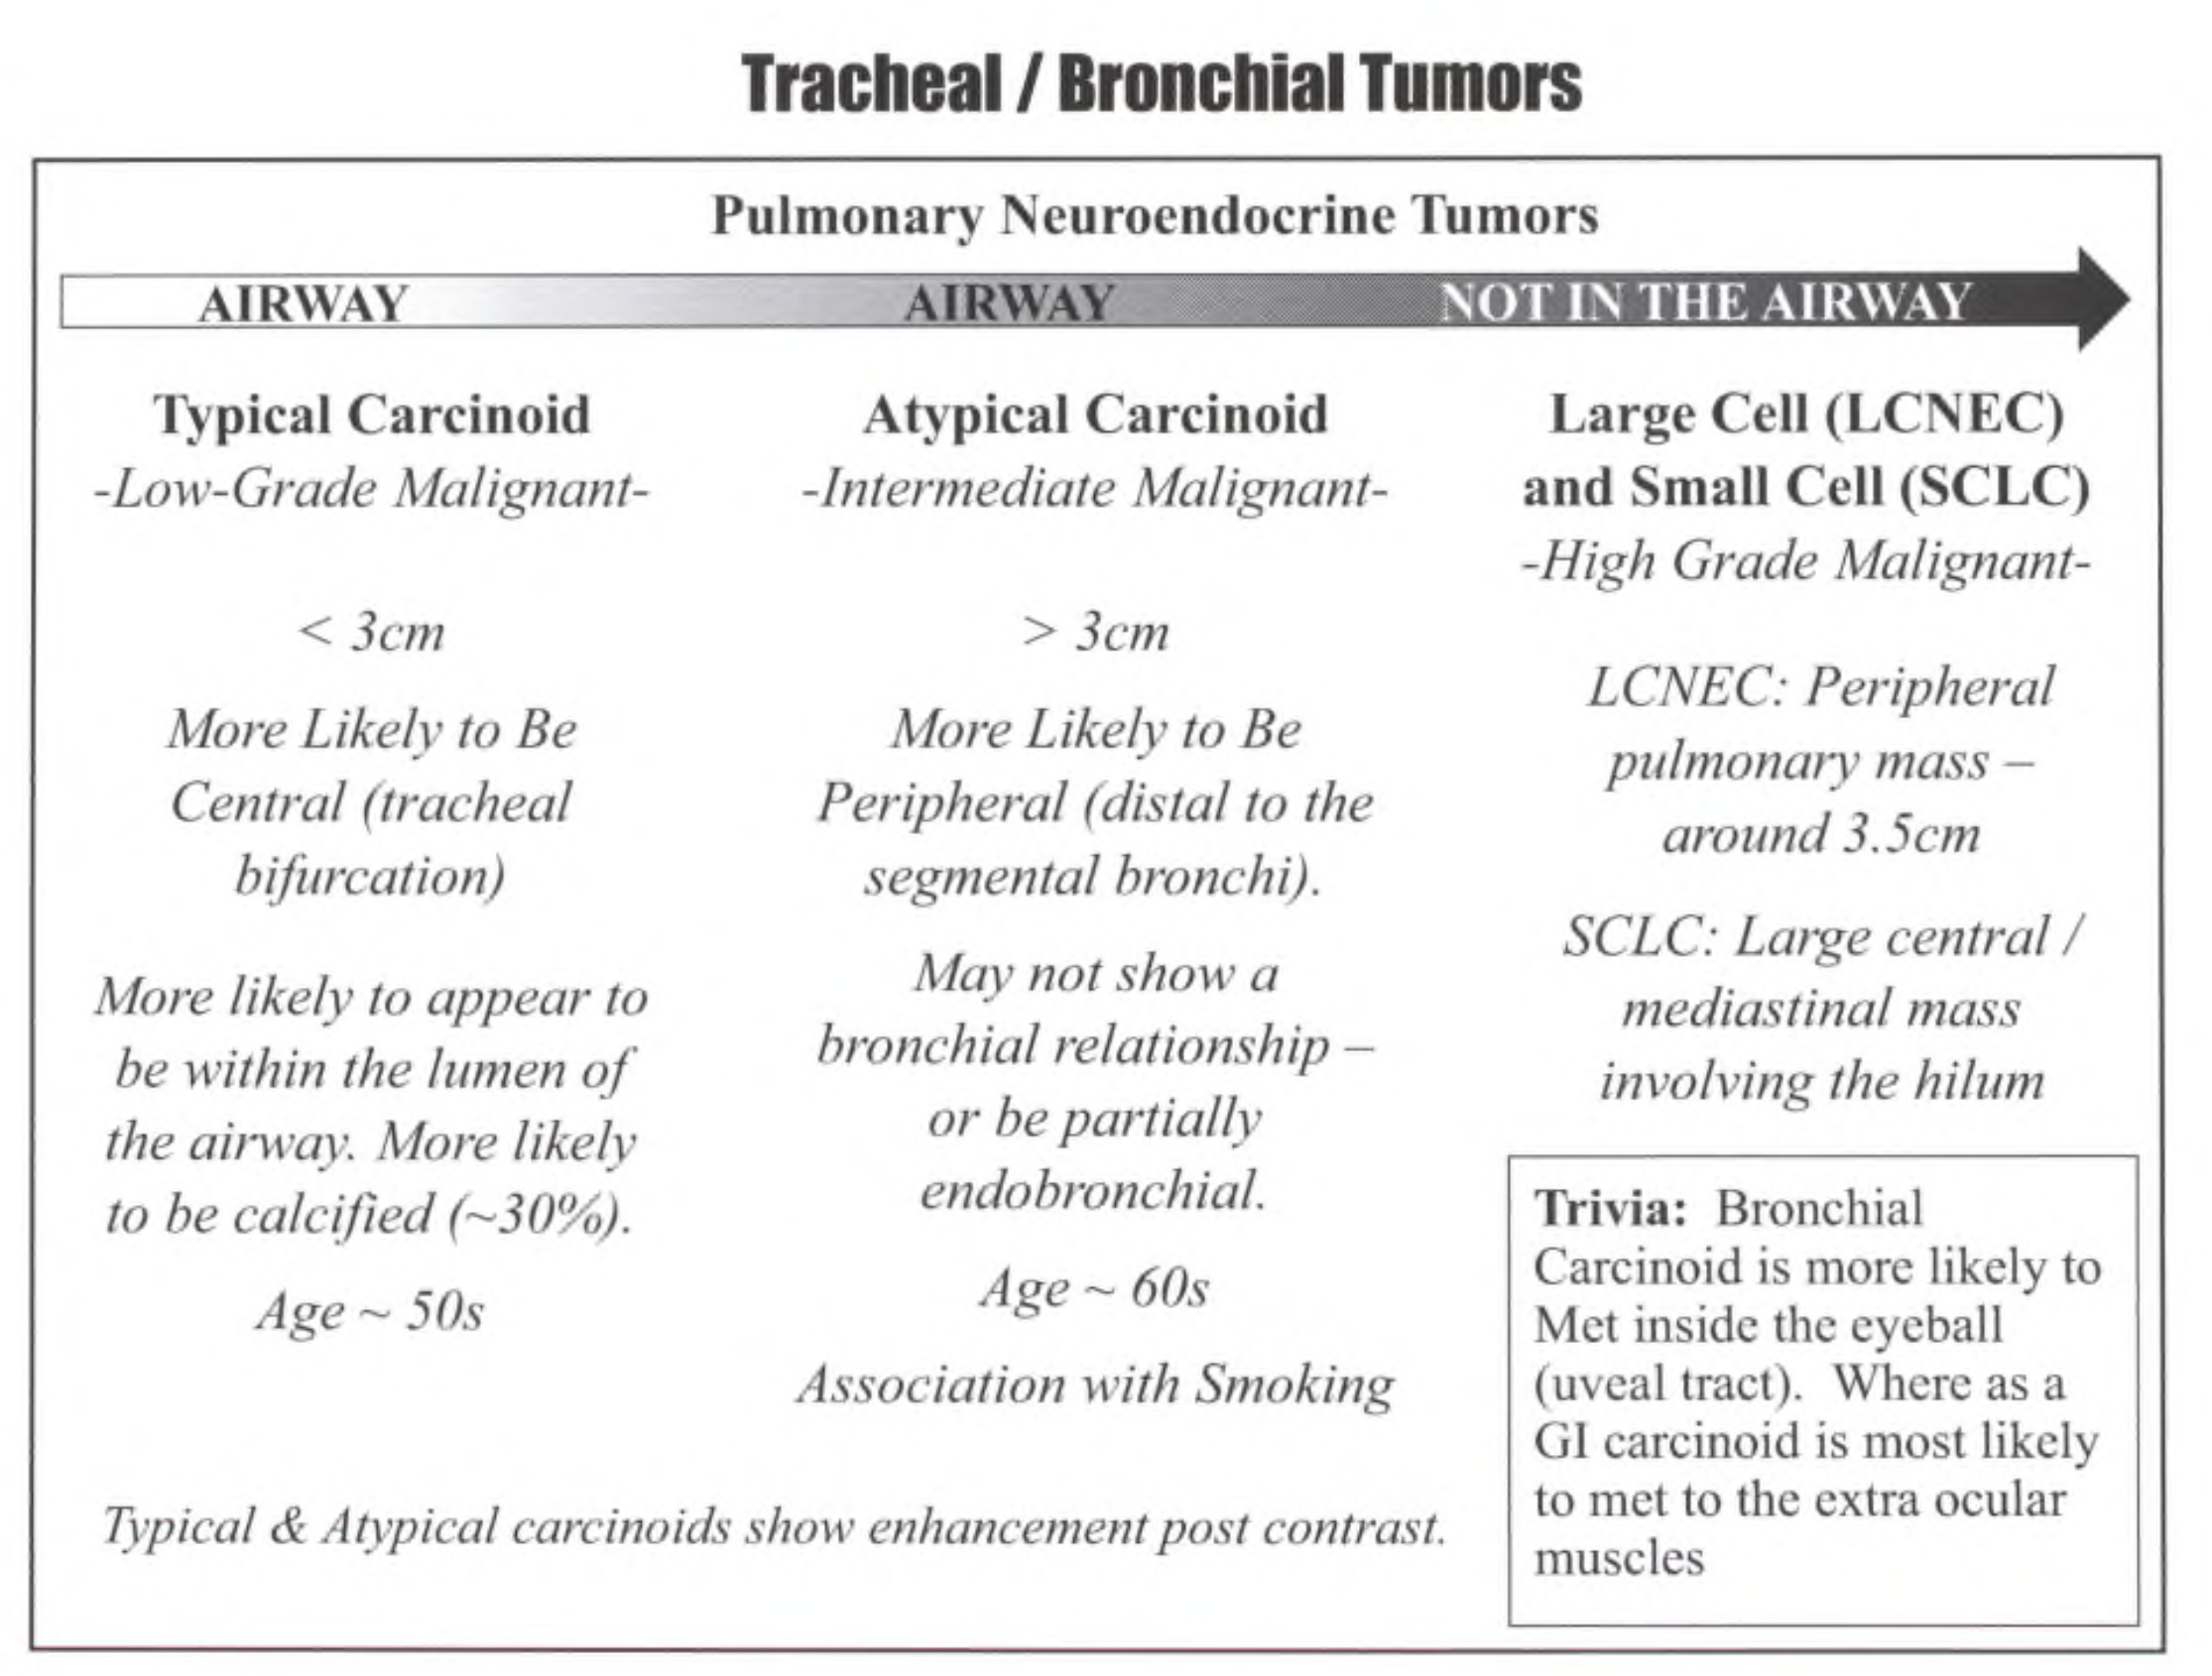 Tracheal / Bronchial Tumors
Pulmonary Neuroendocrine Tumors
AIRWAY
AIRWAY
NOT IN THE AIRWAY
Typical Carcinoid
-Low-Grade Malignant-
< 3cm
More Likely to Be
Central (tracheal
bifurcation)
More likely to appear to
be within the lumen of
the airway. More likely
to be calcified (~30%).
Age ~ 50s
Atypical Carcinoid
-Intermediate Malignant-
> 3cm
More Likely to Be
Peripheral (distal to the
segmental bronchi).
May not show a
bronchial relationship –
or be partially
endobronchial.
Age ~ 60s
Association with Smoking
Typical & Atypical carcinoids show enhancement post contrast.
Large Cell (LCNEC)
and Small Cell (SCLC)
-High Grade Malignant-
LCNEC: Peripheral
pulmonary mass –
around 3.5cm
SCLC: Large central /
mediastinal mass
involving the hilum
Trivia: Bronchial
Carcinoid is more likely to
Met inside the eyeball
(uveal tract). Where as a
GI carcinoid is most likely
to met to the extra ocular
muscles